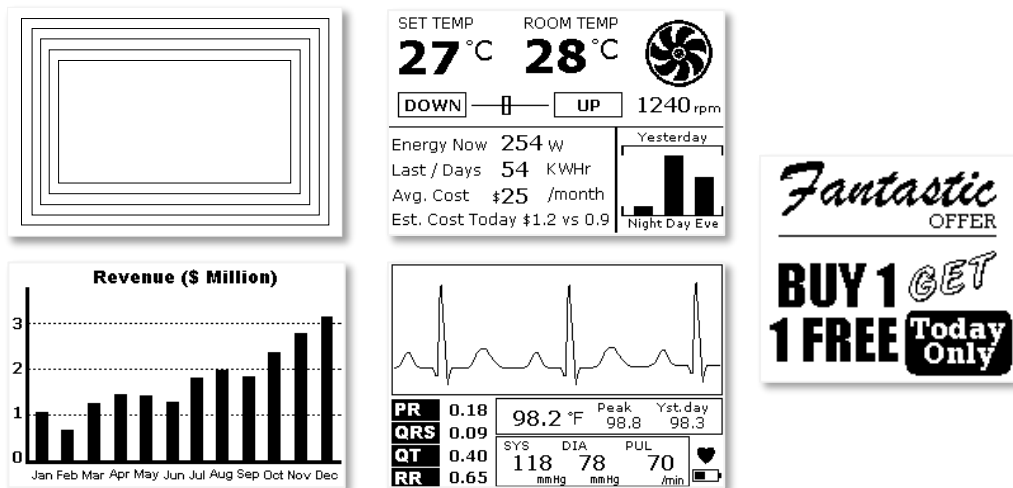 SET TEMP ROOM TEMP
27°C 28°C
DOWN UP 1240 rpm
Energy Now 254 W
Last / Days 54 KWHr
Avg. Cost $25 /month
Est. Cost Today $1.2 vs 0.9
Yesterday
Night Day Eve
Fantastic
OFFER
BUY 1 GET
1 FREE Today
Only
Revenue ($ Million)
3
2
1
0
Jan Feb Mar Apr May Jun Jul Aug Sep Oct Nov Dec
PR 0.18
QRS 0.09
QT 0.40
RR 0.65
98.2 °F Peak 98.8 Yst.day 98.3
SYS DIA PUL
118 78 70
mmHg mmHg /min